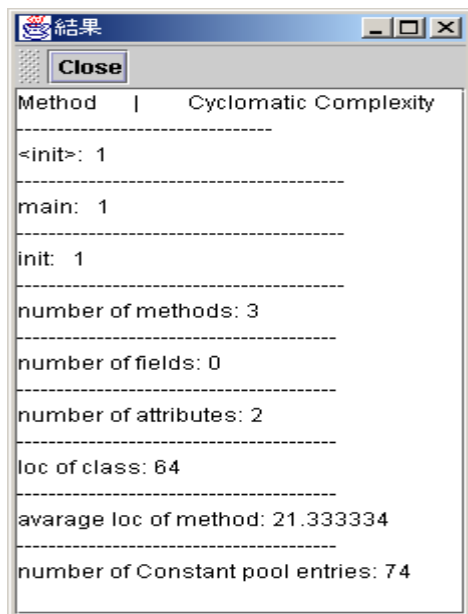 結果
Close
Method | Cyclomatic Complexity
--------------------------------
<init>: 1
-----------------------------------------
main: 1
-----------------------------------------
init: 1
-----------------------------------------
number of methods: 3
----------------------------------------
number of fields: 0
----------------------------------------
number of attributes: 2
----------------------------------------
loc of class: 64
----------------------------------------
avarage loc of method: 21.333334
----------------------------------------
number of Constant pool entries: 74